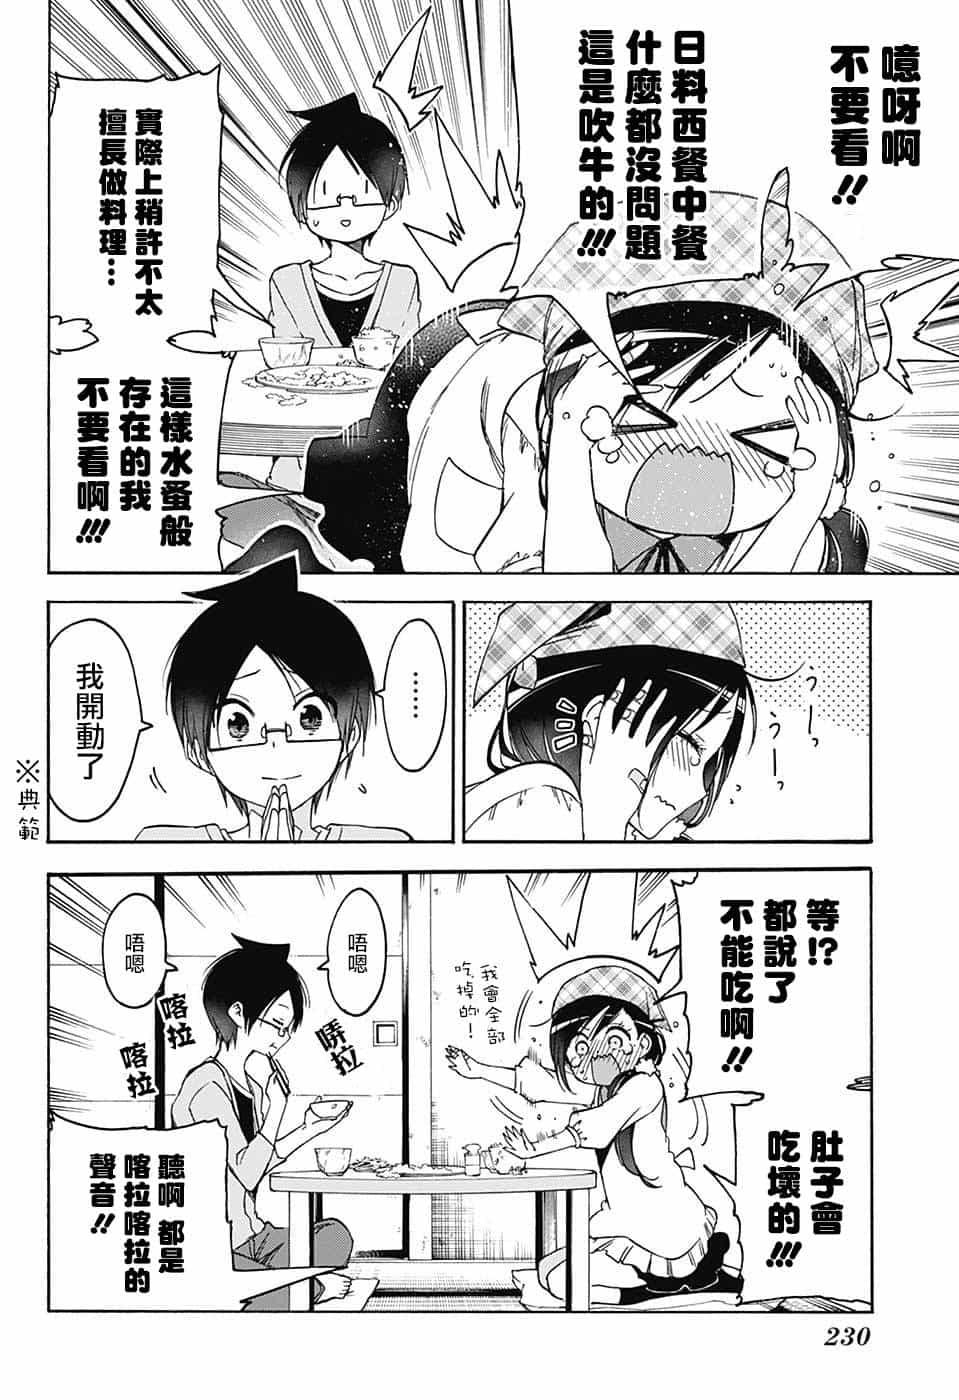 噫呀啊
不要看!!
日料西餐中餐
什麼都沒問題
這是吹牛的!!!
實際上稍許不太
擅長做料理…
這樣水蚤般
存在的我
不要看啊!!!
……
我開動了
※典範
等!?
都說了
不能吃啊!!
肚子會
吃壞的!!!
我會全部
吃掉的!
唔嗯
唔嗯
哢拉
喀拉
喀拉
聽啊 都是
喀拉喀拉的
聲音!!
230